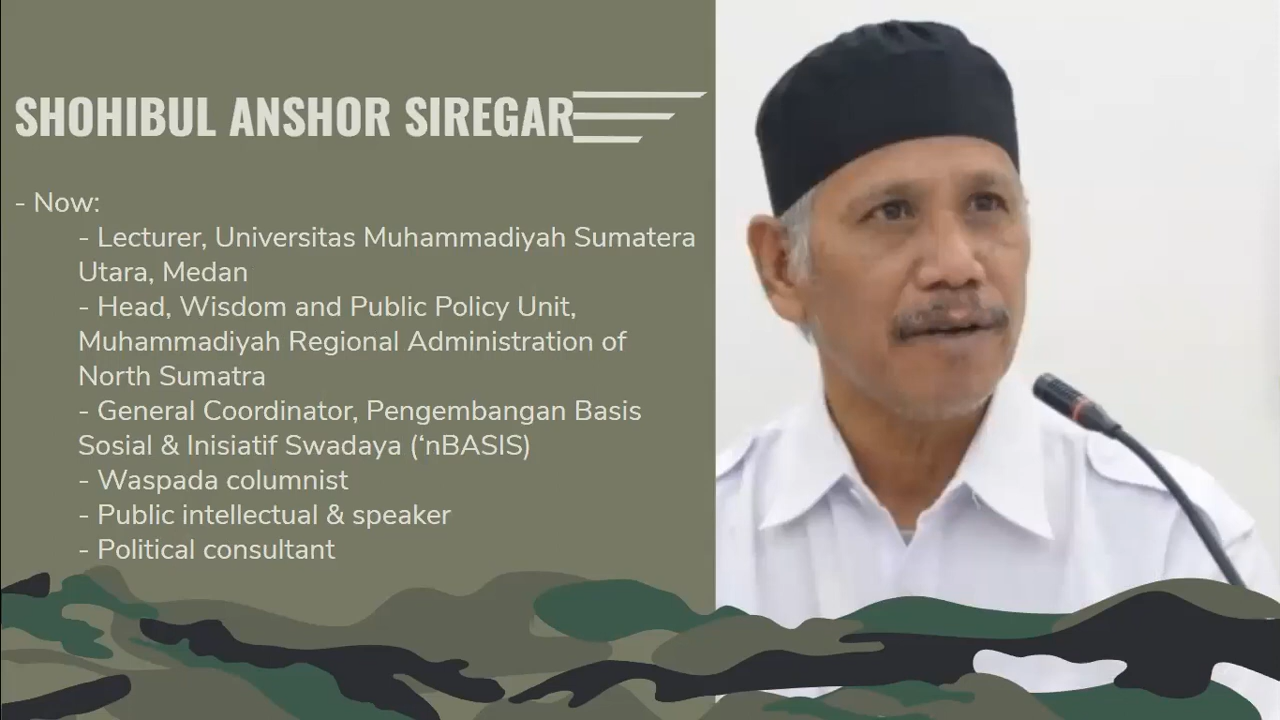 SHOHIBUL ANSHOR SIREGAR
- Now:
- Lecturer, Universitas Muhammadiyah Sumatera
Utara, Medan
- Head, Wisdom and Public Policy Unit,
Muhammadiyah Regional Administration of
North Sumatra
- General Coordinator, Pengembangan Basis
Sosial & Inisiatif Swadaya (‘nBASIS)
- Waspada columnist
- Public intellectual & speaker
- Political consultant